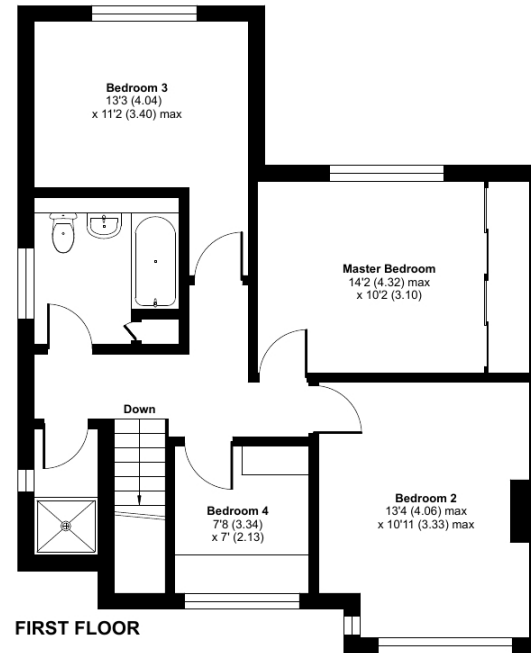 Bedroom 3
13'3 (4.04)
x 11'2 (3.40) max
Master Bedroom
14'2 (4.32) max
x 10'2 (3.10)
Down
Bedroom 4
7'8 (3.34)
x 7' (2.13)
Bedroom 2
13'4 (4.06) max
x 10'11 (3.33) max
FIRST FLOOR